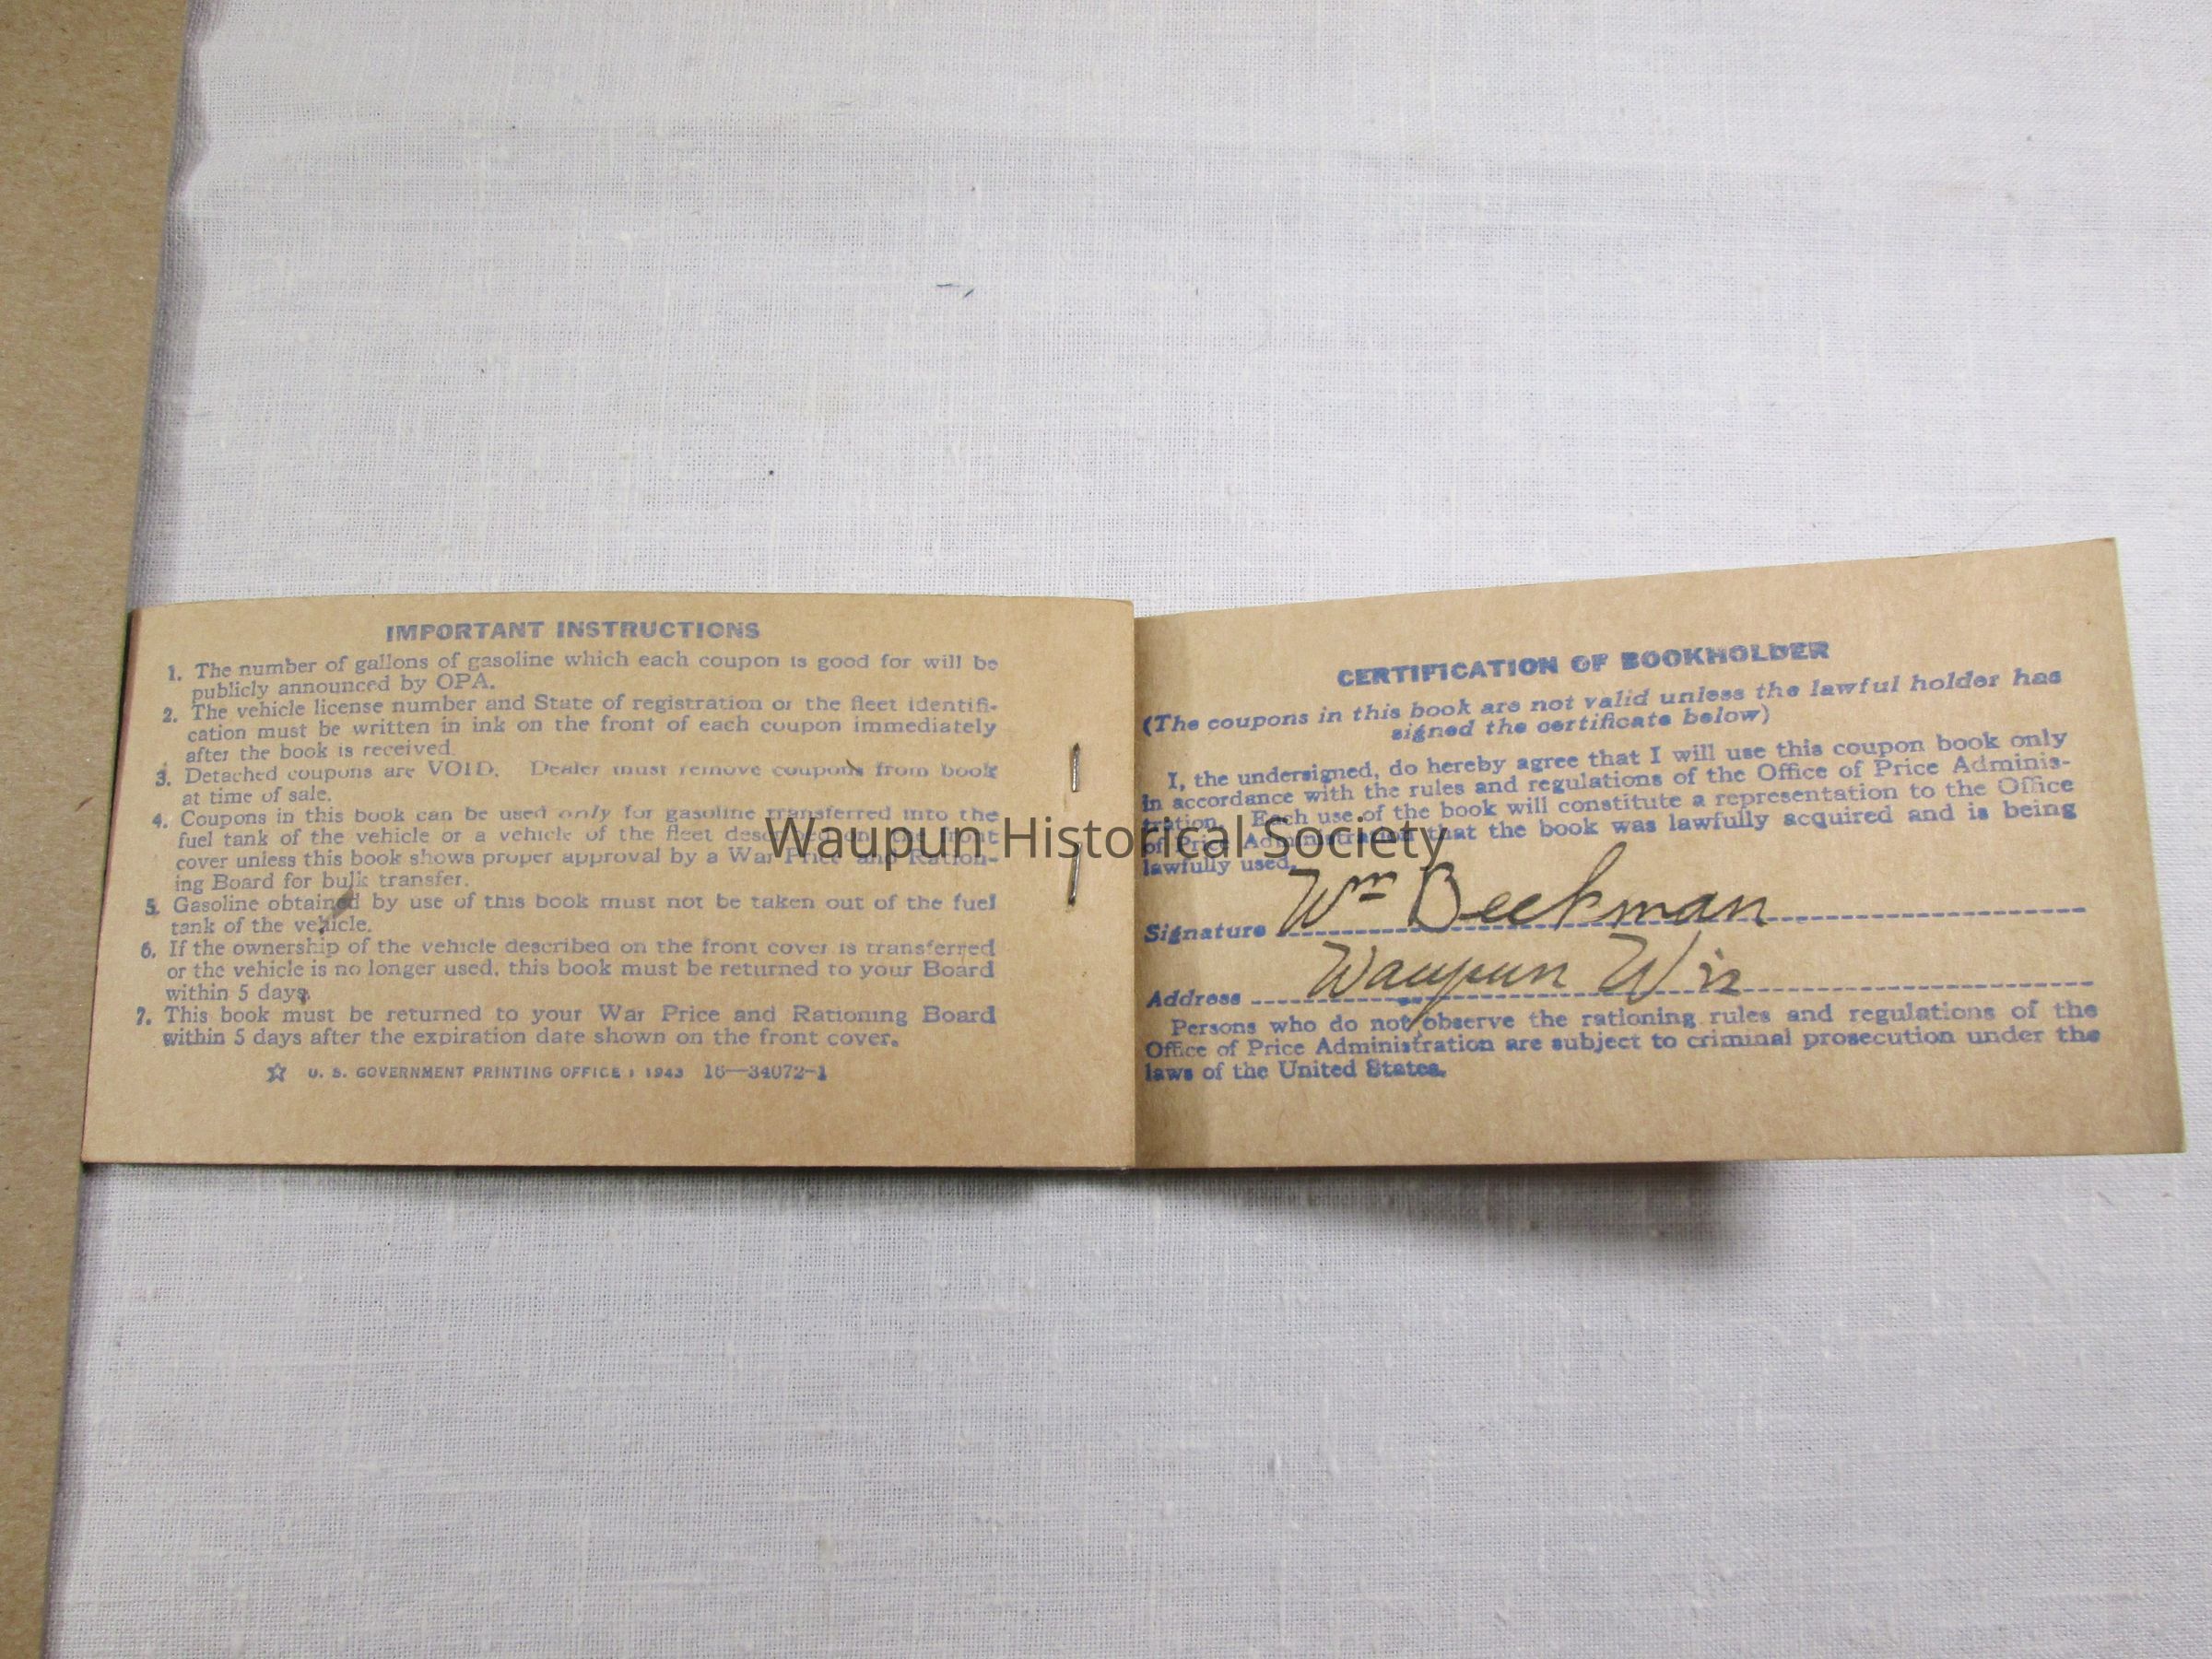 IMPORTANT INSTRUCTIONS
1. The number of gallons of gasoline which each coupon is good for will be
publicly announced by OPA.
2. The vehicle license number and State of registration or the fleet identifi-
cation must be written in ink on the front of each coupon immediately
after the book is received.
3. Detached coupons are VOID. Dealer must remove coupons from book
at time of sale.
4. Coupons in this book can be used only for gasoline transferred into the
fuel tank of the vehicle or a vehicle of the fleet described on the front
cover unless this book shows proper approval by a War Price and Ration-
ing Board for bulk transfer.
5. Gasoline obtained by use of this book must not be taken out of the fuel
tank of the vehicle.
6. If the ownership of the vehicle described on the front cover is transferred
or the vehicle is no longer used, this book must be returned to your Board
within 5 days.
7. This book must be returned to your War Price and Rationing Board
within 5 days after the expiration date shown on the front cover.
☆ U. S. GOVERNMENT PRINTING OFFICE : 1943 16—34072-1
CERTIFICATION OF BOOKHOLDER
(The coupons in this book are not valid unless the lawful holder has
signed the certificate below)
I, the undersigned, do hereby agree that I will use this coupon book only
in accordance with the rules and regulations of the Office of Price Adminis-
tration. Each use of the book will constitute a representation to the Office
of Price Administration that the book was lawfully acquired and is being
lawfully used.
Signature Wm Beekman
Address Waupun Wis
Persons who do not observe the rationing rules and regulations of the
Office of Price Administration are subject to criminal prosecution under the
laws of the United States.
Waupun Historical Society